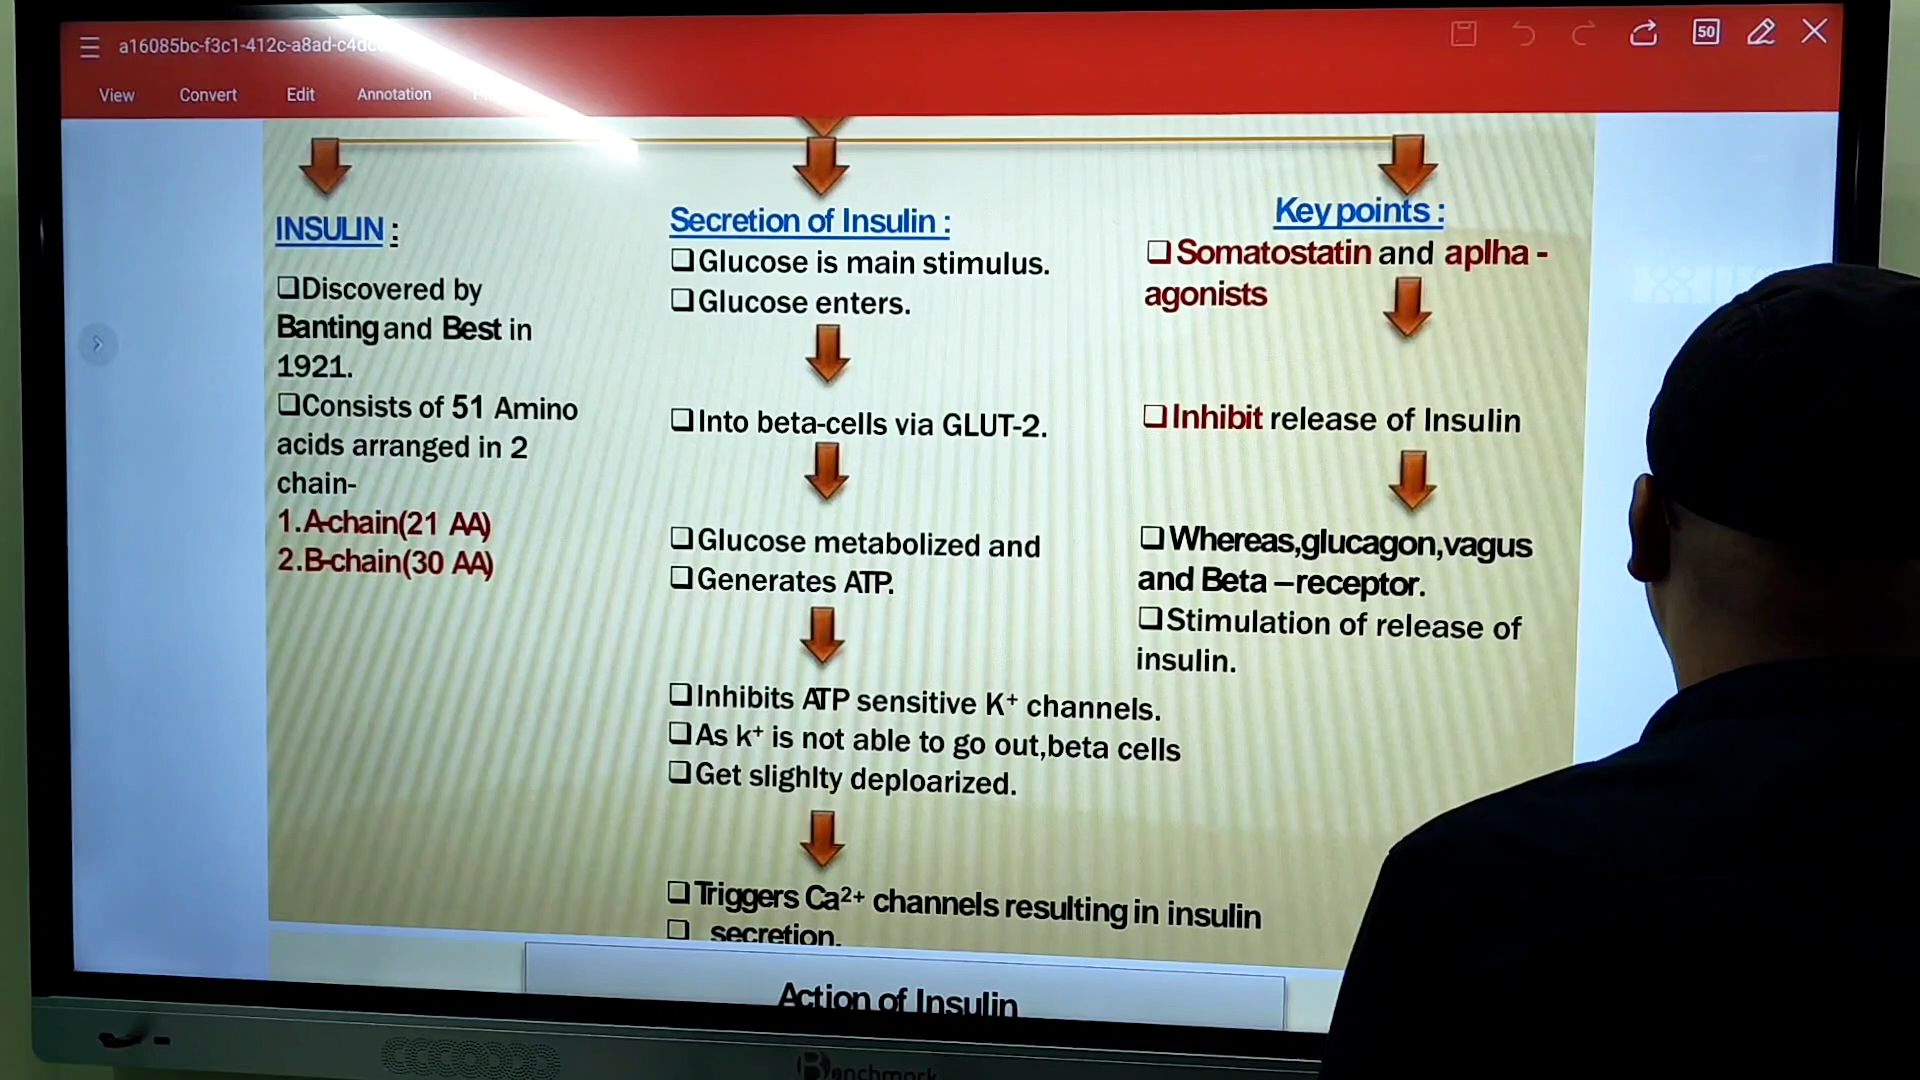 a16085bc-f3c1-412c-a8ad-c4dc
50
View Convert Edit Annotation
INSULIN :
❑Discovered by
Banting and Best in
1921.
❑Consists of 51 Amino
acids arranged in 2
chain-
1.A-chain(21 AA)
2.B-chain(30 AA)
Secretion of Insulin :
❑Glucose is main stimulus.
❑Glucose enters.
❑Into beta-cells via GLUT-2.
❑Glucose metabolized and
❑Generates ATP.
❑Inhibits ATP sensitive K⁺ channels.
❑As k⁺ is not able to go out,beta cells
❑Get slighlty deploarized.
❑Triggers Ca²⁺ channels resulting in insulin
❑ secretion.
Key points :
❑Somatostatin and aplha -
agonists
❑Inhibit release of Insulin
❑Whereas,glucagon,vagus
and Beta –receptor.
❑Stimulation of release of
insulin.
Action of Insulin
Benchmark